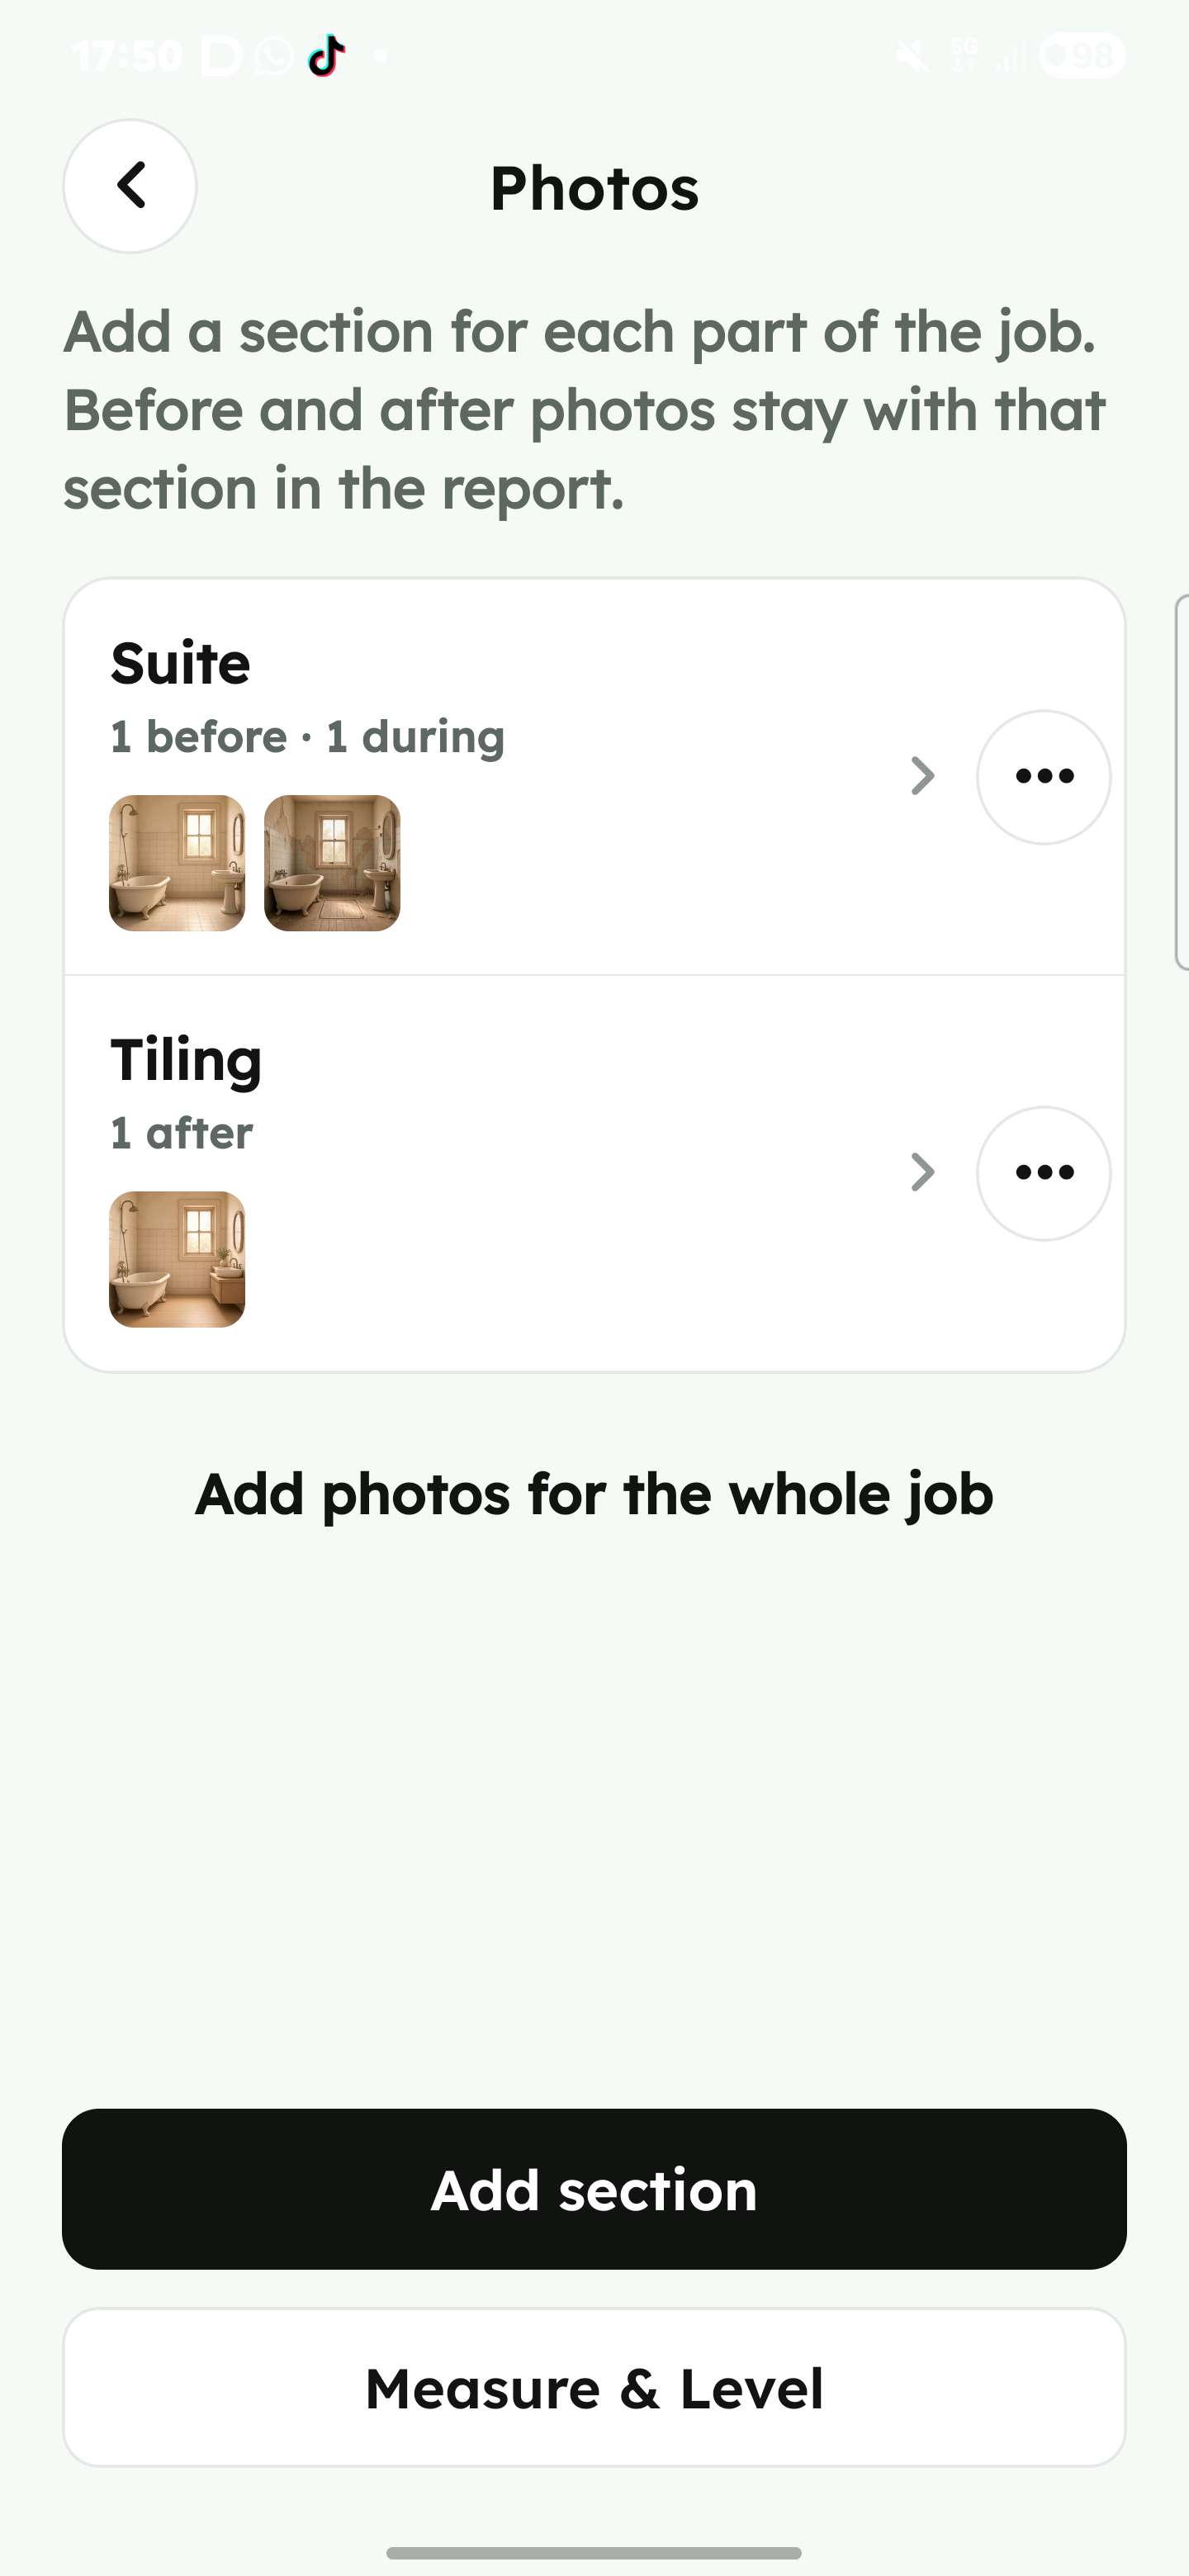 17:50
5G
98
Photos
Add a section for each part of the job.
Before and after photos stay with that
section in the report.
Suite
1 before · 1 during
Tiling
1 after
Add photos for the whole job
Add section
Measure & Level